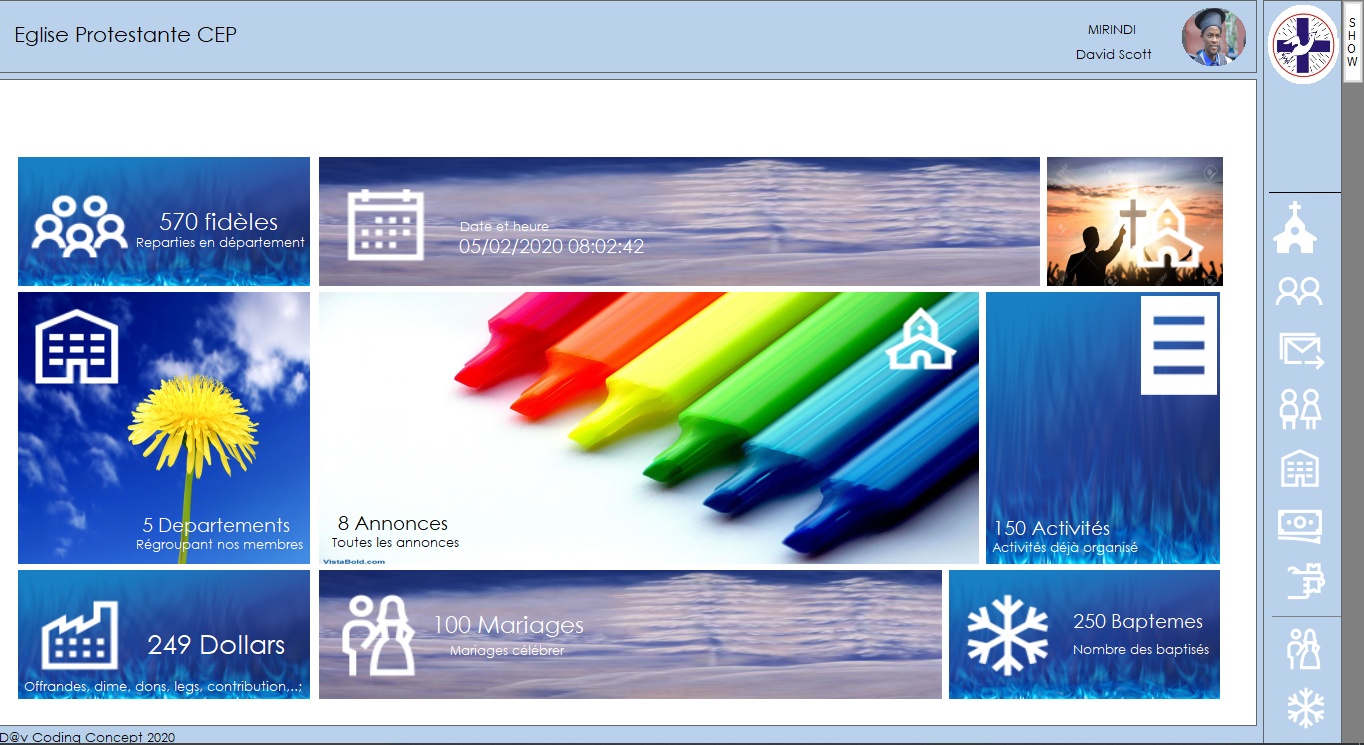 Eglise Protestante CEP
MIRINDI
David Scott
S
H
O
W
570 fidèles
Reparties en département
Date et heure
05/02/2020 08:02:42
5 Departements
Régroupant nos membres
8 Annonces
Toutes les annonces
VistaBold.com
150 Activités
Activités déjà organisé
249 Dollars
Offrandes, dime, dons, legs, contribution,..;
100 Mariages
Mariages célébrer
250 Baptemes
Nombre des baptisés
D@v Coding Concept 2020